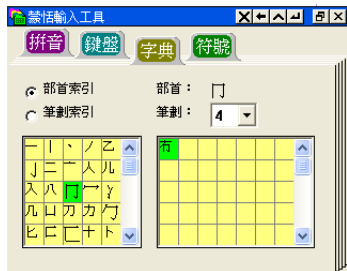 蒙恬輸入工具
拼音 鍵盤 字典 符號
部首索引 部首： 冂
筆劃索引 筆劃： 4
一 丨 丶 丿 乙 冇
亅 二 亠 人 儿
入 八 冂 冖 冫
几 凵 刀 力 勹
匕 匚 匸 十 卜